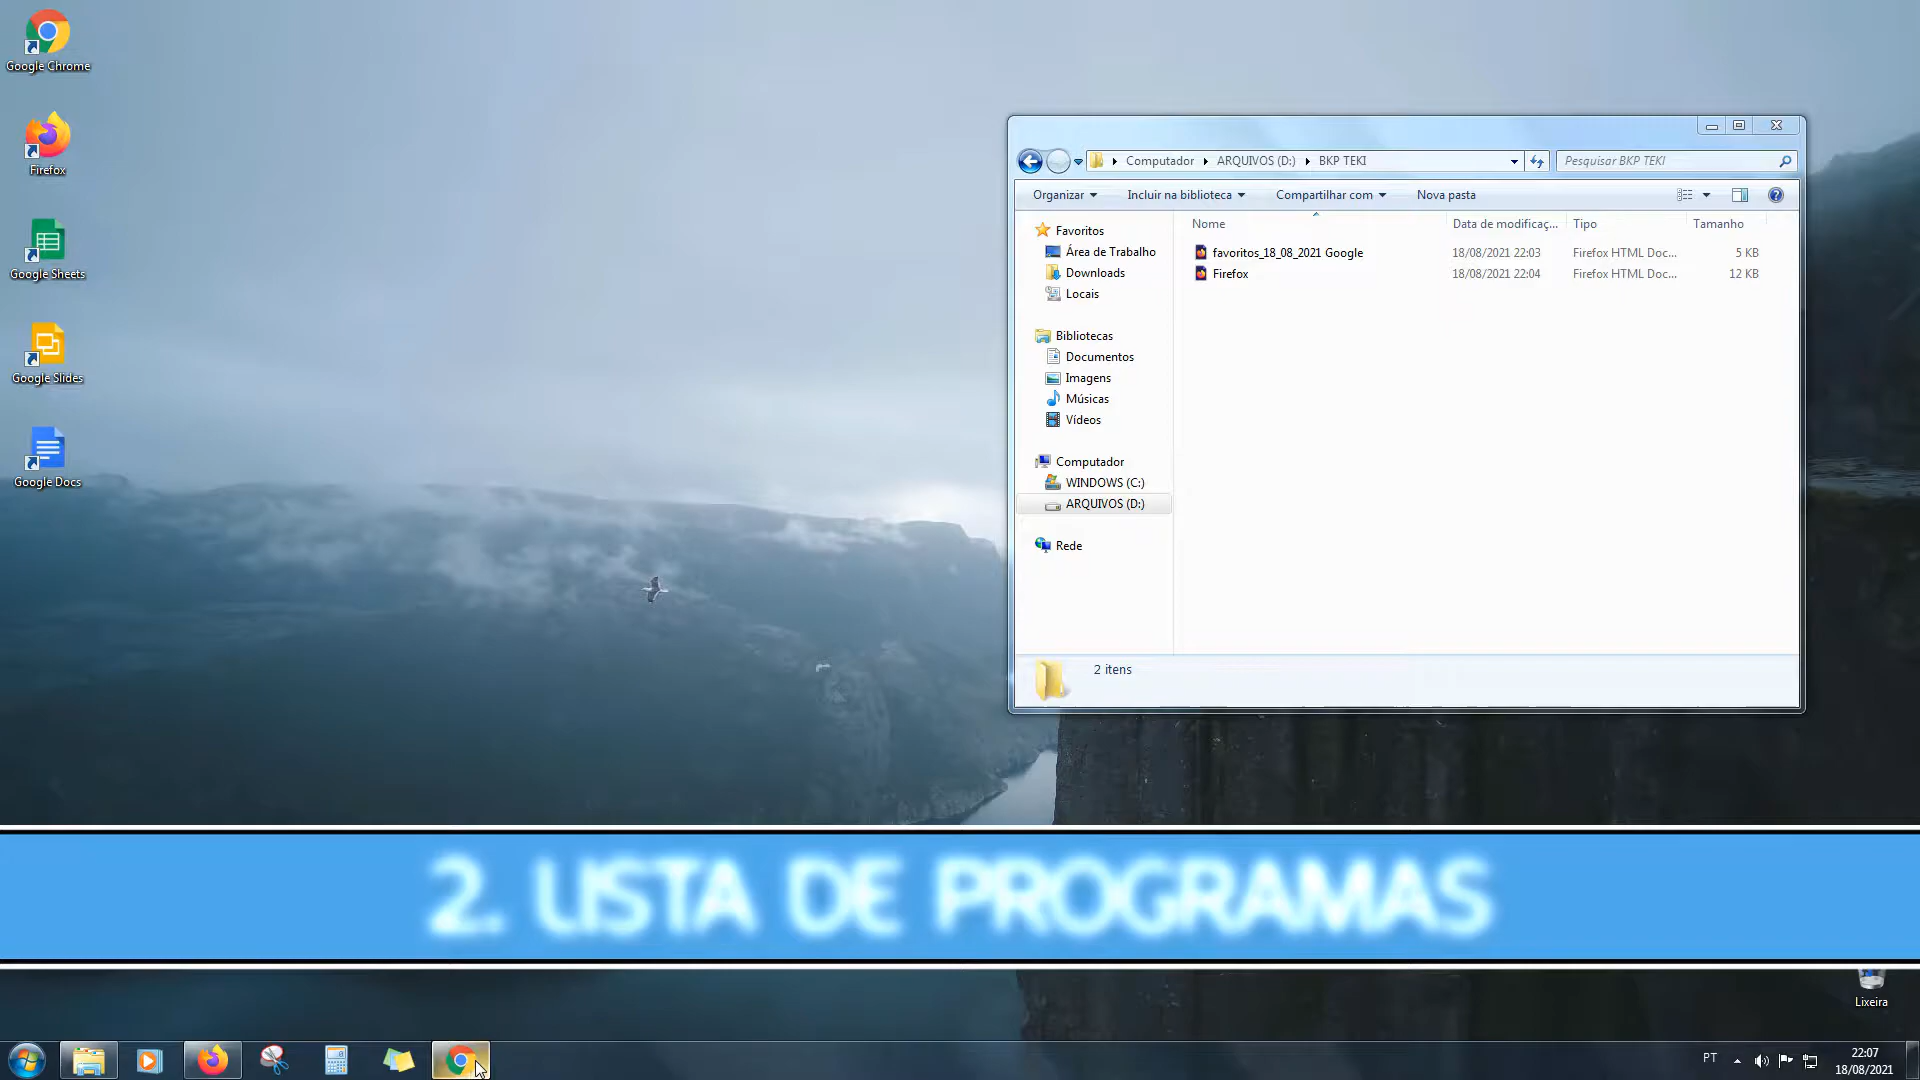 Google Chrome
Firefox
Google Sheets
Google Slides
Google Docs
Computador
ARQUIVOS (D:)
BKP TEKI
Pesquisar BKP TEKI
Organizar
Incluir na biblioteca
Compartilhar com
Nova pasta
Nome
Data de modificaç...
Tipo
Tamanho
favoritos_18_08_2021 Google
18/08/2021 22:03
Firefox HTML Doc...
5 KB
Firefox
18/08/2021 22:04
Firefox HTML Doc...
12 KB
Favoritos
Área de Trabalho
Downloads
Locais
Bibliotecas
Documentos
Imagens
Músicas
Vídeos
Computador
WINDOWS (C:)
ARQUIVOS (D:)
Rede
2 itens
2. LISTA DE PROGRAMAS
Lixeira
PT
22:07
18/08/2021